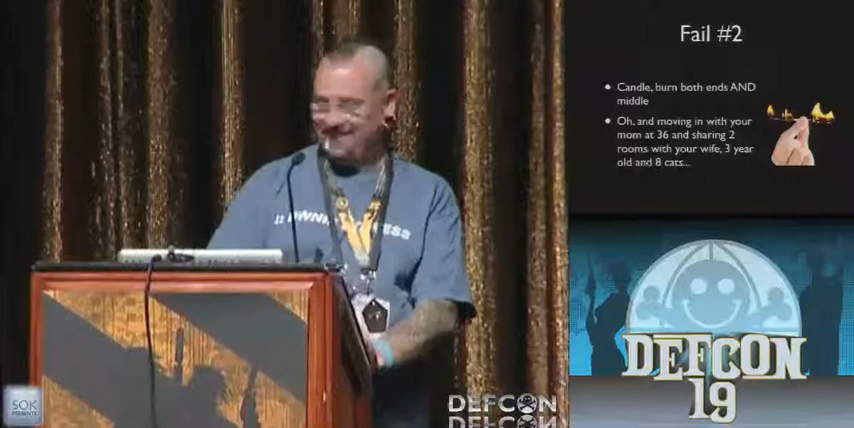 Fail #2
Candle, burn both ends AND
middle
Oh, and moving in with your
mom at 36 and sharing 2
rooms with your wife, 3 year
old and 8 cats...
DEFCON
19
DEFCON
SOK